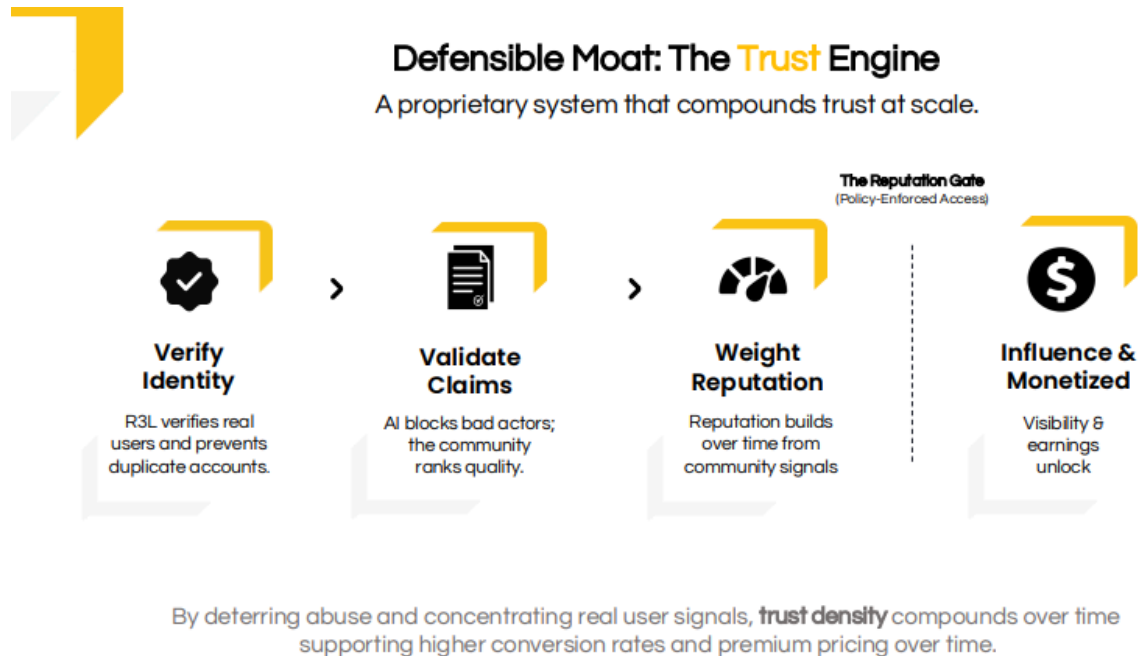 Defensible Moat: The Trust Engine
A proprietary system that compounds trust at scale.
The Reputation Gate
(Policy-Enforced Access)
Verify
Identity
R3L verifies real
users and prevents
duplicate accounts.
Validate
Claims
AI blocks bad actors;
the community
ranks quality.
Weight
Reputation
Reputation builds
over time from
community signals
Influence &
Monetized
Visibility &
earnings
unlock
By deterring abuse and concentrating real user signals, trust density compounds over time
supporting higher conversion rates and premium pricing over time.